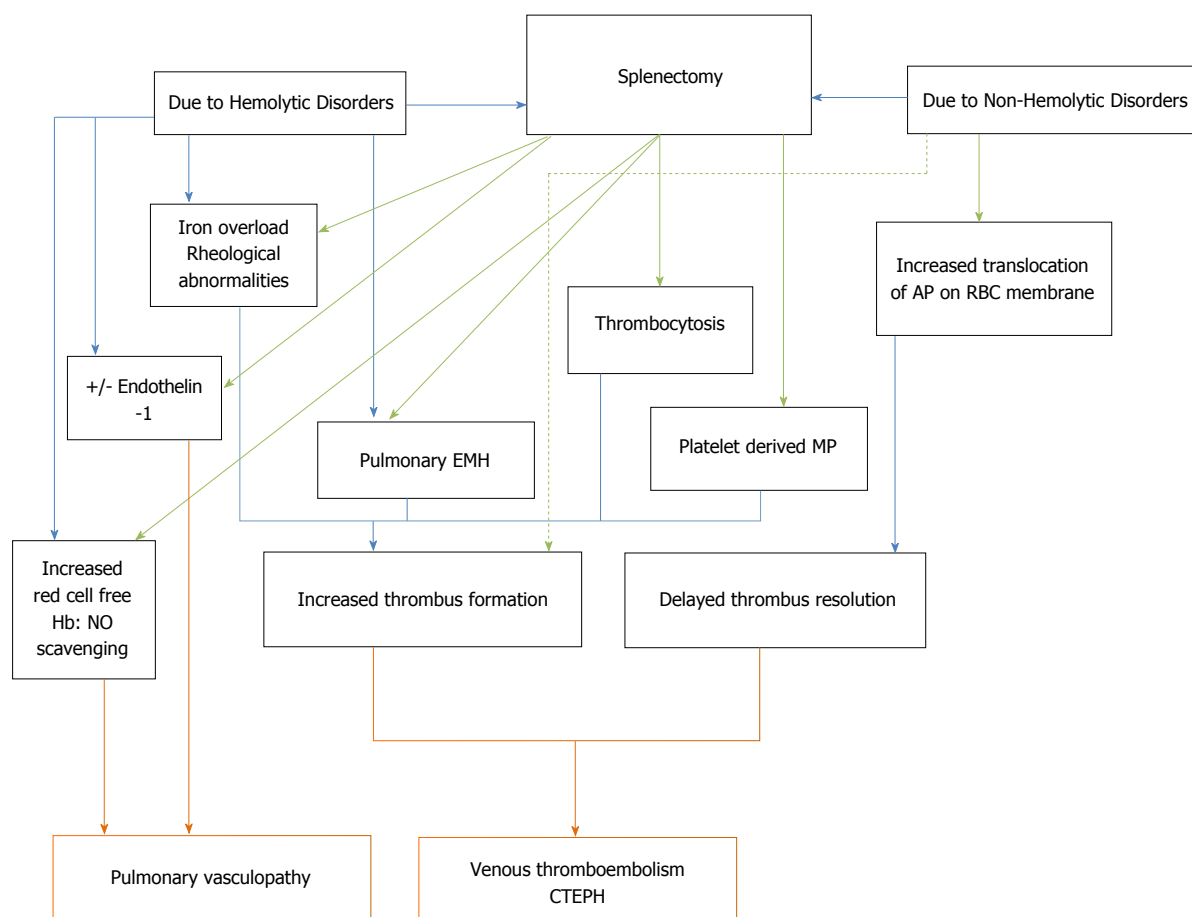 Splenectomy
Due to Hemolytic Disorders
Due to Non-Hemolytic Disorders
Iron overload
Rheological
abnormalities
Increased translocation
of AP on RBC membrane
Thrombocytosis
+/- Endothelin
-1
Platelet derived MP
Pulmonary EMH
Increased
red cell free
Hb: NO
scavenging
Increased thrombus formation
Delayed thrombus resolution
Pulmonary vasculopathy
Venous thromboembolism
CTEPH